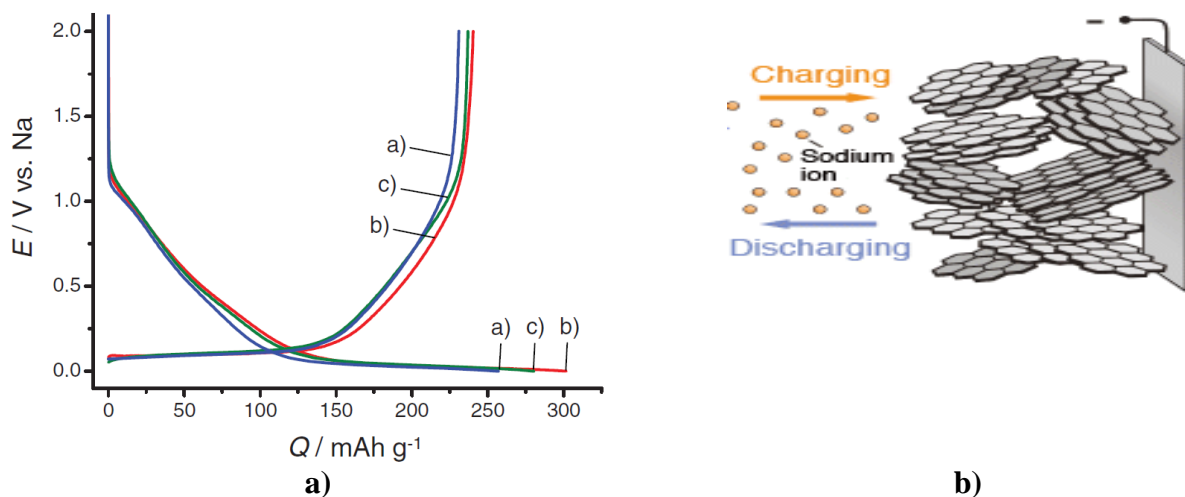 2.0
1.5
1.0
0.5
0.0
E / V vs. Na
a)
c)
b)
a) c) b)
0 50 100 150 200 250 300
Q / mAh g-1
a)
–
Charging
Sodium
ion
Discharging
b)